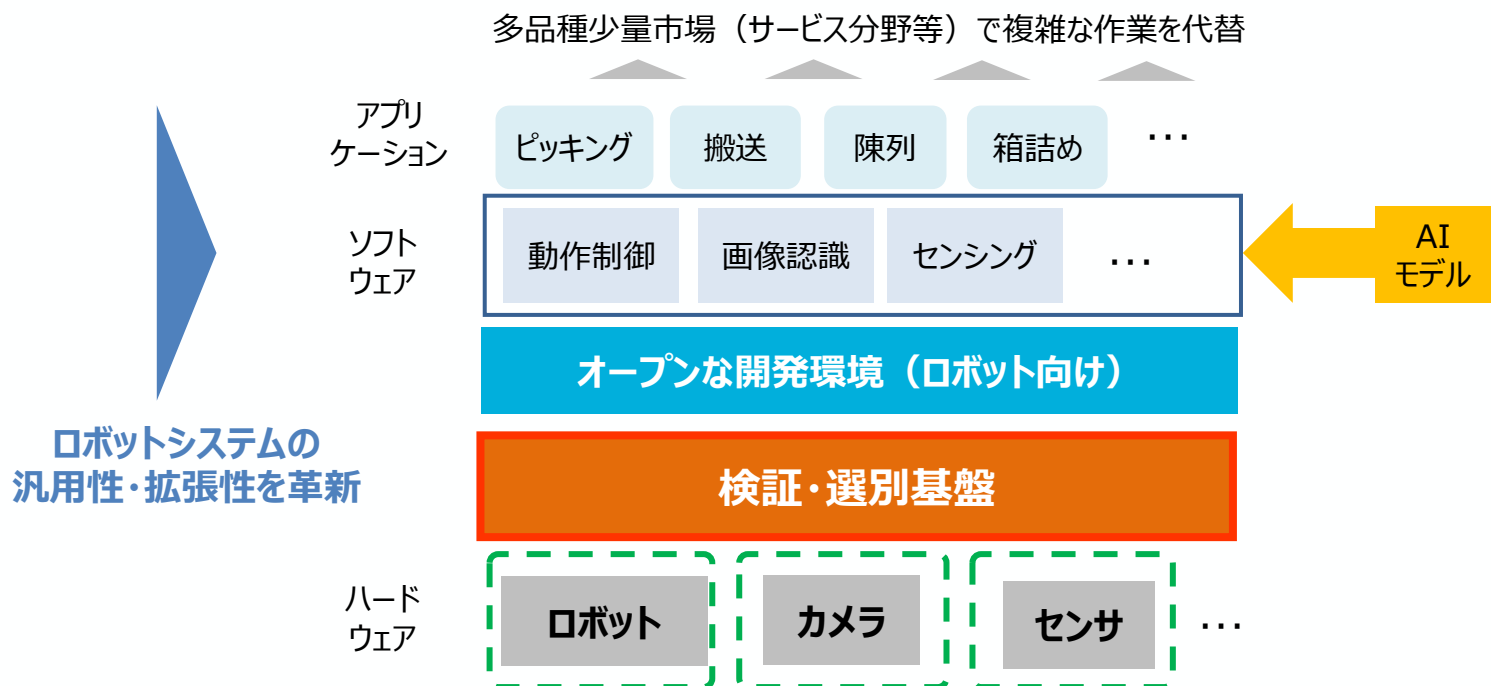 多品種少量市場（サービス分野等）で複雑な作業を代替
アプリ
ケーション
ピッキング
搬送
陳列
箱詰め
…
ソフト
ウェア
動作制御
画像認識
センシング
…
AI
モデル
オープンな開発環境（ロボット向け）
ロボットシステムの
汎用性・拡張性を革新
検証・選別基盤
ハード
ウェア
ロボット
カメラ
センサ
…